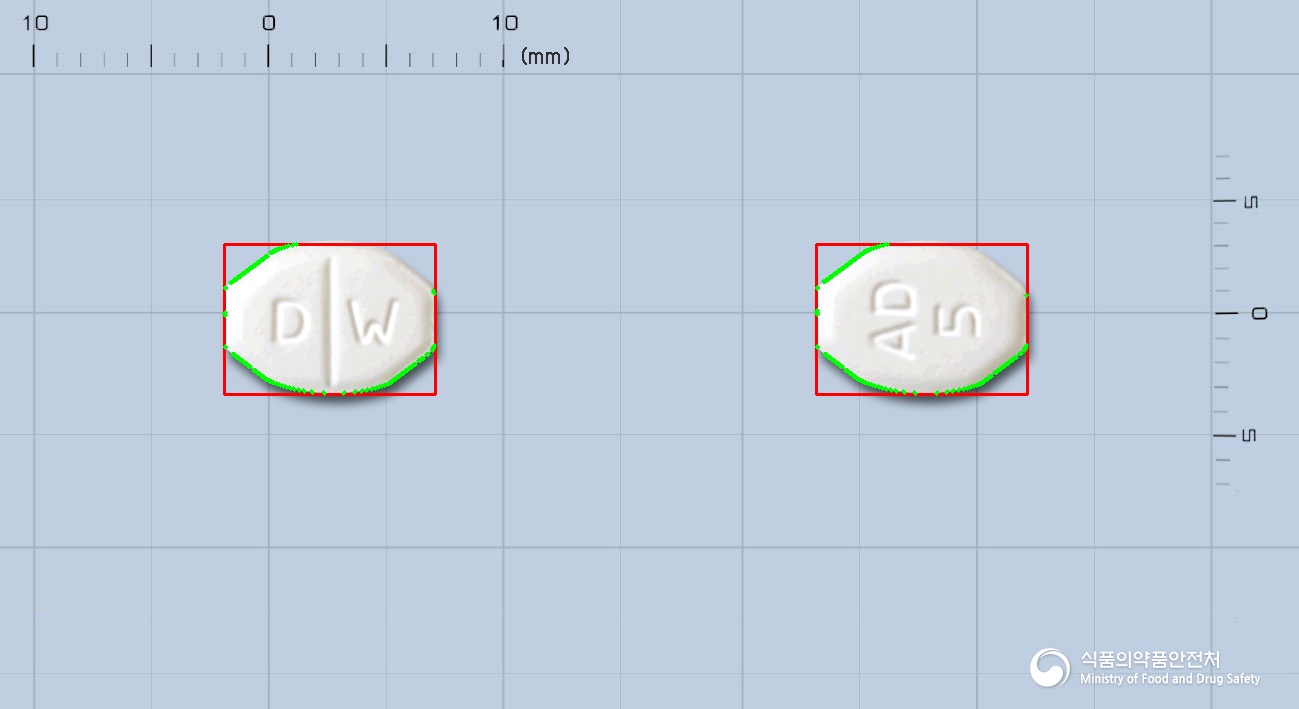 10 0 10
(mm)
5
0
5
D W
AD
5
식품의약품안전처
Ministry of Food and Drug Safety